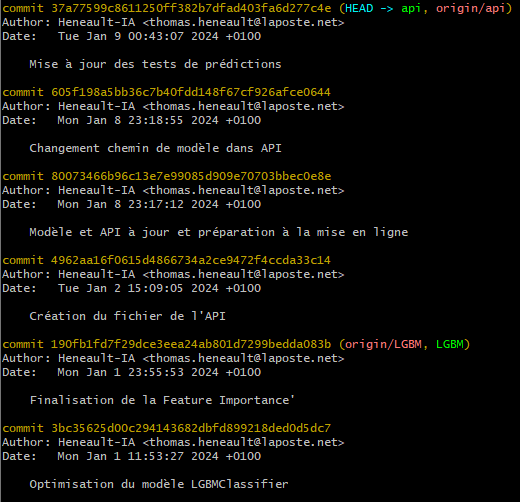 commit 37a77599c8611250ff382b7dfad403fa6d277c4e (HEAD -> api, origin/api)
Author: Heneault-IA <thomas.heneault@laposte.net>
Date:   Tue Jan 9 00:43:07 2024 +0100
Mise à jour des tests de prédictions
commit 605f198a5bb36c7b40fdd148f67cf926afce0644
Author: Heneault-IA <thomas.heneault@laposte.net>
Date:   Mon Jan 8 23:18:55 2024 +0100
Changement chemin de modèle dans API
commit 80073466b96c13e7e99085d909e70703bbec0e8e
Author: Heneault-IA <thomas.heneault@laposte.net>
Date:   Mon Jan 8 23:17:12 2024 +0100
Modèle et API à jour et préparation à la mise en ligne
commit 4962aa16f0615d4866734a2ce9472f4ccda33c14
Author: Heneault-IA <thomas.heneault@laposte.net>
Date:   Tue Jan 2 15:09:05 2024 +0100
Création du fichier de l'API
commit 190fb1fd7f29dce3eea24ab801d7299bedda083b (origin/LGBM, LGBM)
Author: Heneault-IA <thomas.heneault@laposte.net>
Date:   Mon Jan 1 23:55:53 2024 +0100
Finalisation de la Feature Importance'
commit 3bc35625d00c294143682dbfd899218ded0d5dc7
Author: Heneault-IA <thomas.heneault@laposte.net>
Date:   Mon Jan 1 11:53:27 2024 +0100
Optimisation du modèle LGBMClassifier